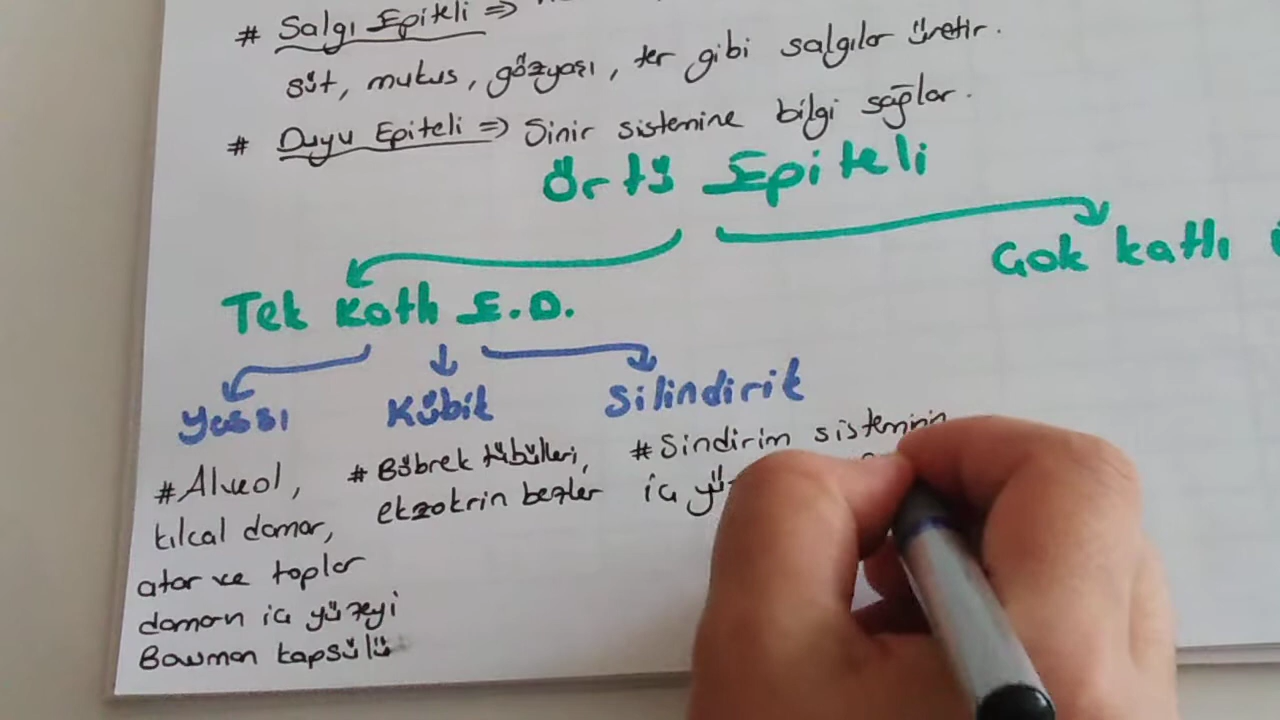 # Salgı Epitkli =>
süt, mukus, gözyaşı, ter gibi salgılar üretir.
# Duyu Epiteli => Sinir sistemine bilgi sağlar.
Örtü Epiteli
Tek Katlı E.D.
Çok katlı
Yassı
Kübik
Silindirik
#Alveol,
kılcal damar,
atar ve toplar
damarın iç yüzeyi
Bowman kapsülü
# Böbrek tübülleri,
ekzokrin bezler
#Sindirim sisteminin
iç